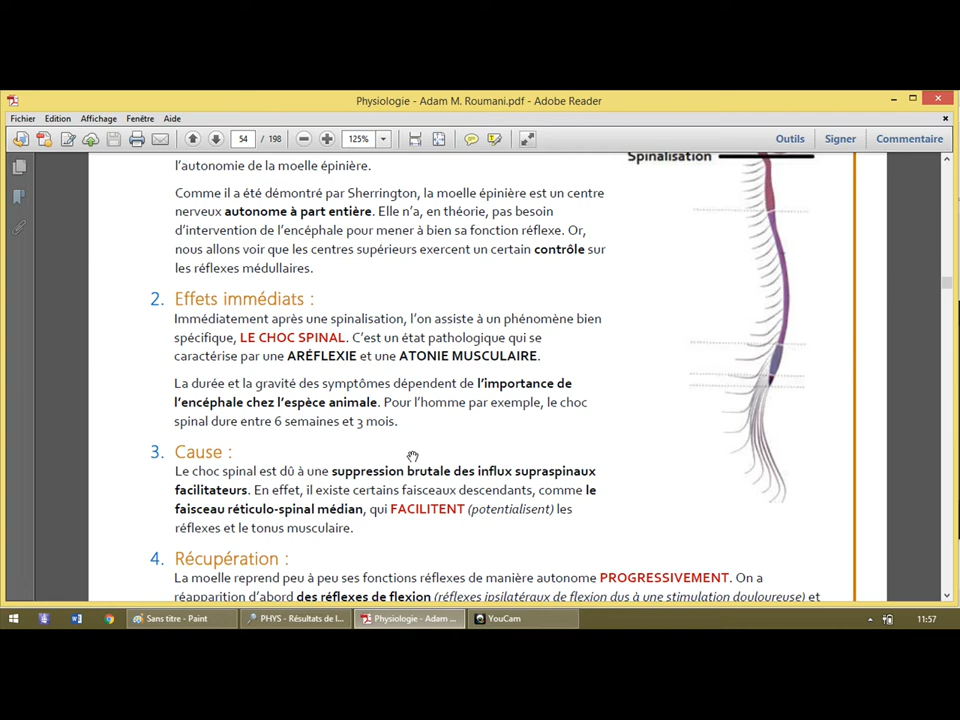 Physiologie - Adam M. Roumani.pdf - Adobe Reader
Fichier Edition Affichage Fenêtre Aide
54 / 198 125% Outils Signer Commentaire
Spinalisation
l'autonomie de la moelle épinière.
Comme il a été démontré par Sherrington, la moelle épinière est un centre
nerveux autonome à part entière. Elle n'a, en théorie, pas besoin
d'intervention de l'encéphale pour mener à bien sa fonction réflexe. Or,
nous allons voir que les centres supérieurs exercent un certain contrôle sur
les réflexes médullaires.
2. Effets immédiats :
Immédiatement après une spinalisation, l'on assiste à un phénomène bien
spécifique, LE CHOC SPINAL. C'est un état pathologique qui se
caractérise par une ARÉFLEXIE et une ATONIE MUSCULAIRE.
La durée et la gravité des symptômes dépendent de l'importance de
l'encéphale chez l'espèce animale. Pour l'homme par exemple, le choc
spinal dure entre 6 semaines et 3 mois.
3. Cause :
Le choc spinal est dû à une suppression brutale des influx supraspinaux
facilitateurs. En effet, il existe certains faisceaux descendants, comme le
faisceau réticulo-spinal médian, qui FACILITENT (potentialisent) les
réflexes et le tonus musculaire.
4. Récupération :
La moelle reprend peu à peu ses fonctions réflexes de manière autonome PROGRESSIVEMENT. On a
réapparition d'abord des réflexes de flexion (réflexes ipsilatéraux de flexion dus à une stimulation douloureuse) et
Sans titre - Paint PHYS - Résultats de l... Physiologie - Adam ... YouCam 11:57